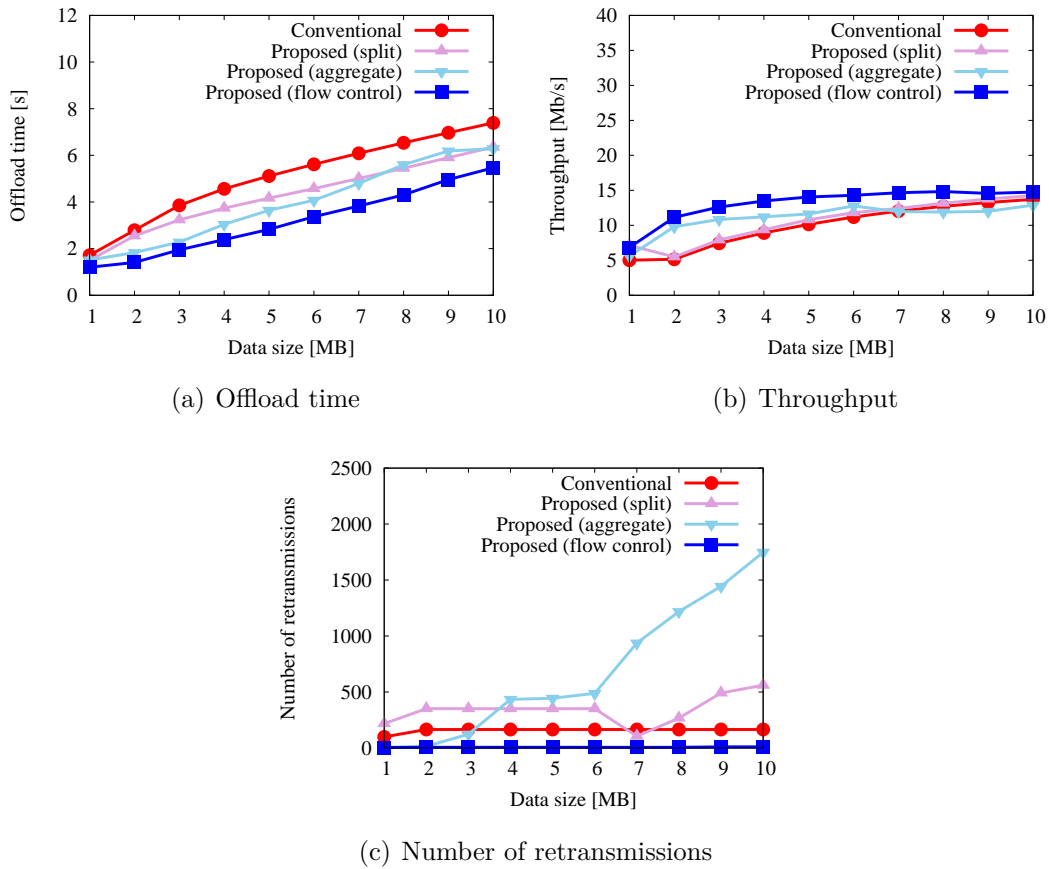 12
10
8
6
4
2
0
Offload time [s]
Conventional
Proposed (split)
Proposed (aggregate)
Proposed (flow control)
1 2 3 4 5 6 7 8 9 10
Data size [MB]
(a) Offload time
40
35
30
25
20
15
10
5
0
Throughput [Mb/s]
Conventional
Proposed (split)
Proposed (aggregate)
Proposed (flow control)
1 2 3 4 5 6 7 8 9 10
Data size [MB]
(b) Throughput
2500
2000
1500
1000
500
0
Number of retransmissions
Conventional
Proposed (split)
Proposed (aggregate)
Proposed (flow conrol)
1 2 3 4 5 6 7 8 9 10
Data size [MB]
(c) Number of retransmissions